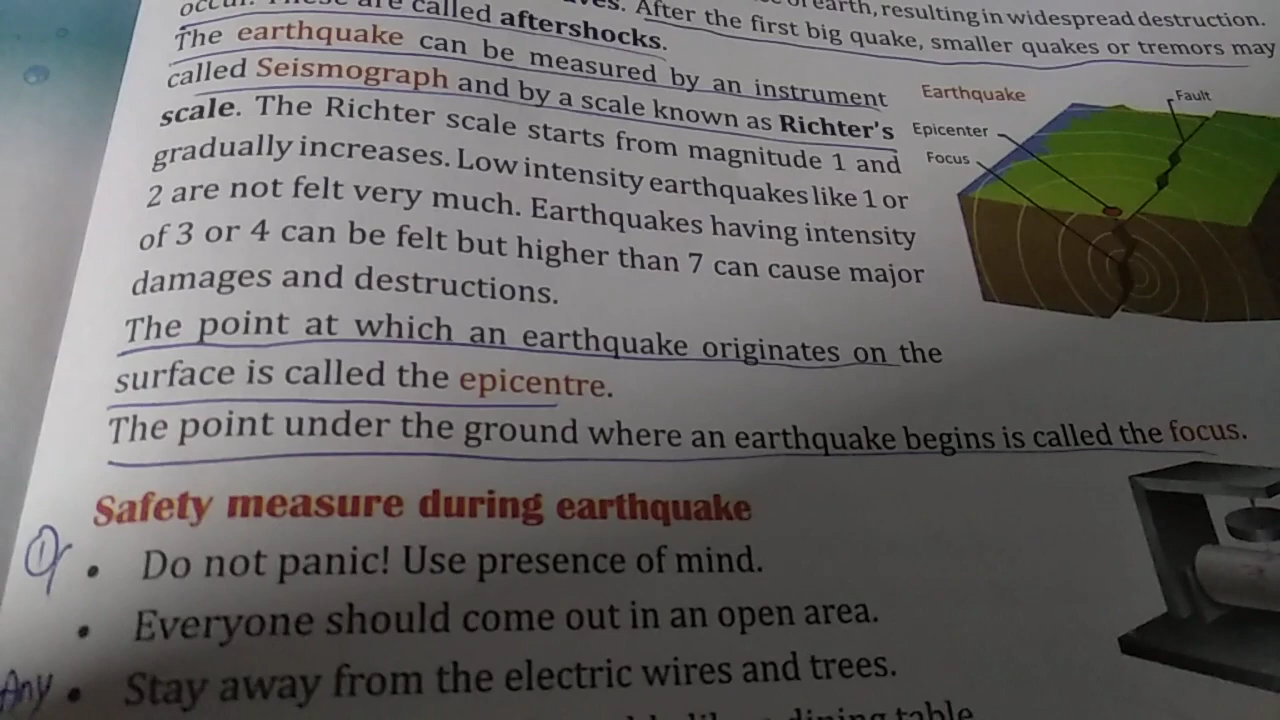 of earth, resulting in widespread destruction.
After the first big quake, smaller quakes or tremors may
are called aftershocks.
The earthquake can be measured by an instrument
called Seismograph and by a scale known as Richter's
scale. The Richter scale starts from magnitude 1 and
gradually increases. Low intensity earthquakes like 1 or
2 are not felt very much. Earthquakes having intensity
of 3 or 4 can be felt but higher than 7 can cause major
damages and destructions.
Earthquake
Fault
Epicenter
Focus
The point at which an earthquake originates on the
surface is called the epicentre.
The point under the ground where an earthquake begins is called the focus.
Safety measure during earthquake
• Do not panic! Use presence of mind.
• Everyone should come out in an open area.
Any • Stay away from the electric wires and trees.
dining table